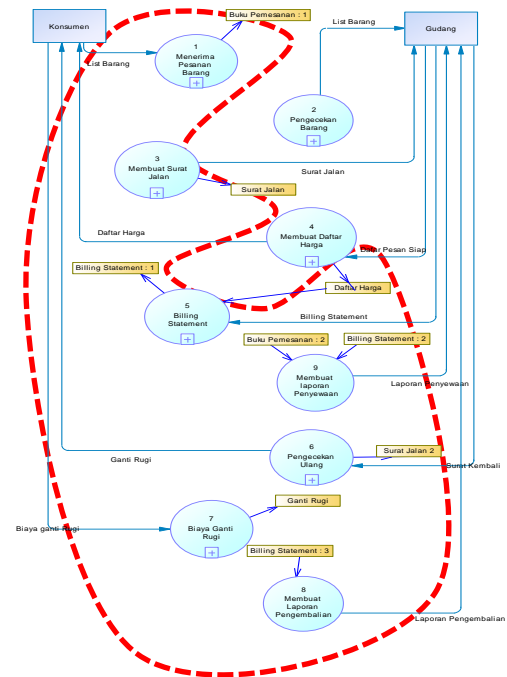 Buku Pemesanan : 1
Konsumen
List Barang
Gudang
1
Menerima
Pesanan
Barang
List Barang
2
Pengecekan
Barang
3
Membuat Surat
Jalan
Surat Jalan
Surat Jalan
4
Membuat Daftar
Harga
Daftar Harga
Daftar Pesan Siap
Billing Statement : 1
Daftar Harga
5
Billing
Statement
Billing Statement
Buku Pemesanan : 2
Billing Statement : 2
9
Membuat
laporan
Penyewaan
Laporan Penyewaan
6
Pengecekan
Ulang
Surat Jalan 2
Ganti Rugi
Surat Kembali
Ganti Rugi
7
Biaya Ganti
Rugi
Biaya ganti Rugi
Billing Statement : 3
8
Membuat
Laporan
Pengembalian
Laporan Pengembalian